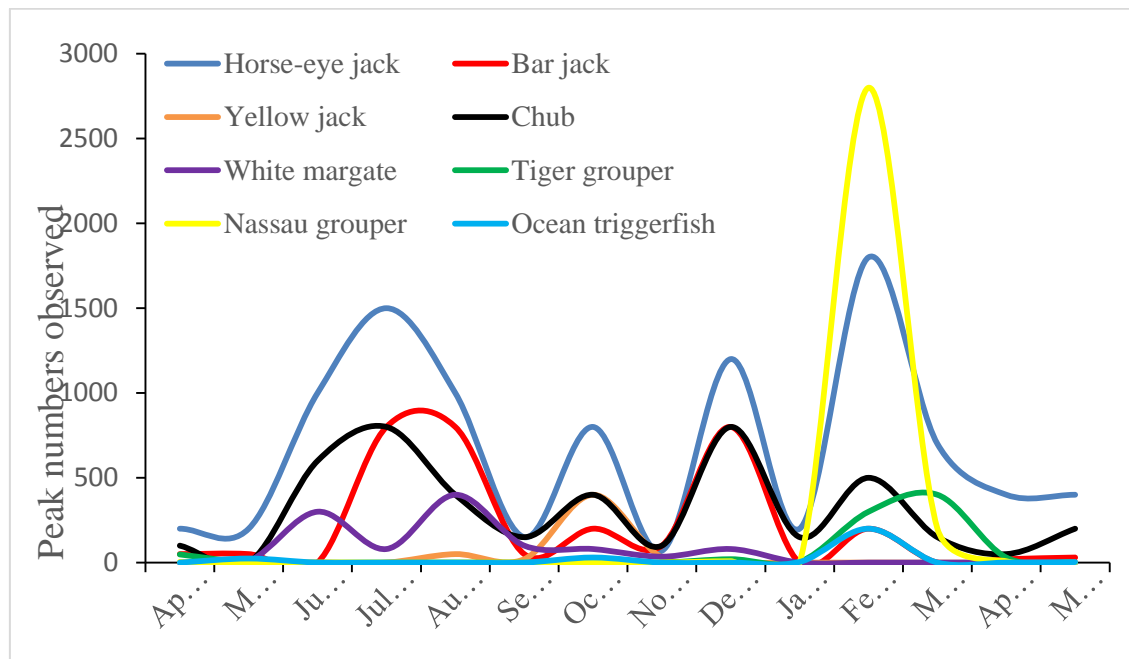 3000
2500
2000
1500
1000
500
0
Peak numbers observed
Horse-eye jack
Bar jack
Yellow jack
Chub
White margate
Tiger grouper
Nassau grouper
Ocean triggerfish
Ap...
M...
Ju...
Jul...
Au...
Se...
Oc...
No...
De...
Ja...
Fe...
M...
Ap...
M...